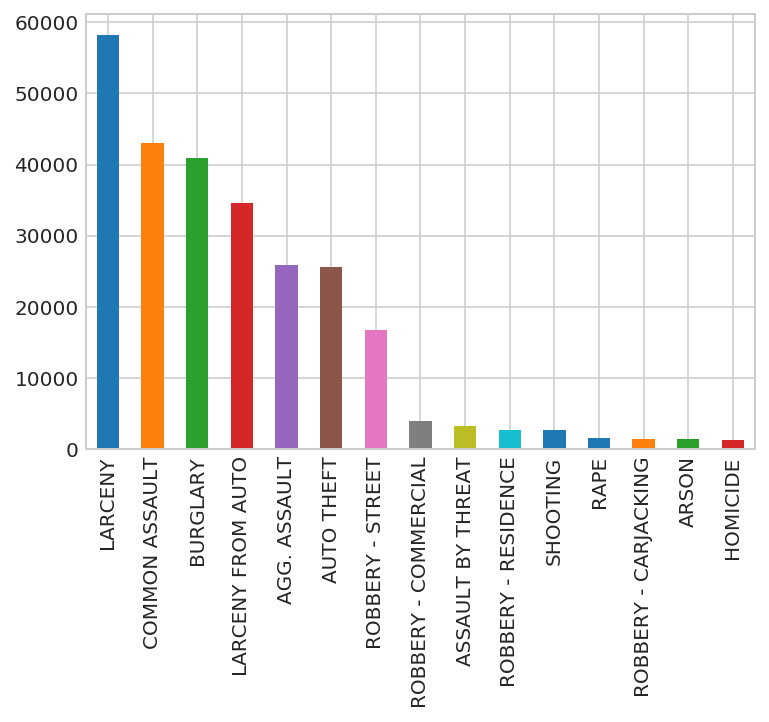 60000
50000
40000
30000
20000
10000
0
LARCENY
COMMON ASSAULT
BURGLARY
LARCENY FROM AUTO
AGG. ASSAULT
AUTO THEFT
ROBBERY - STREET
ROBBERY - COMMERCIAL
ASSAULT BY THREAT
ROBBERY - RESIDENCE
SHOOTING
RAPE
ROBBERY - CARJACKING
ARSON
HOMICIDE